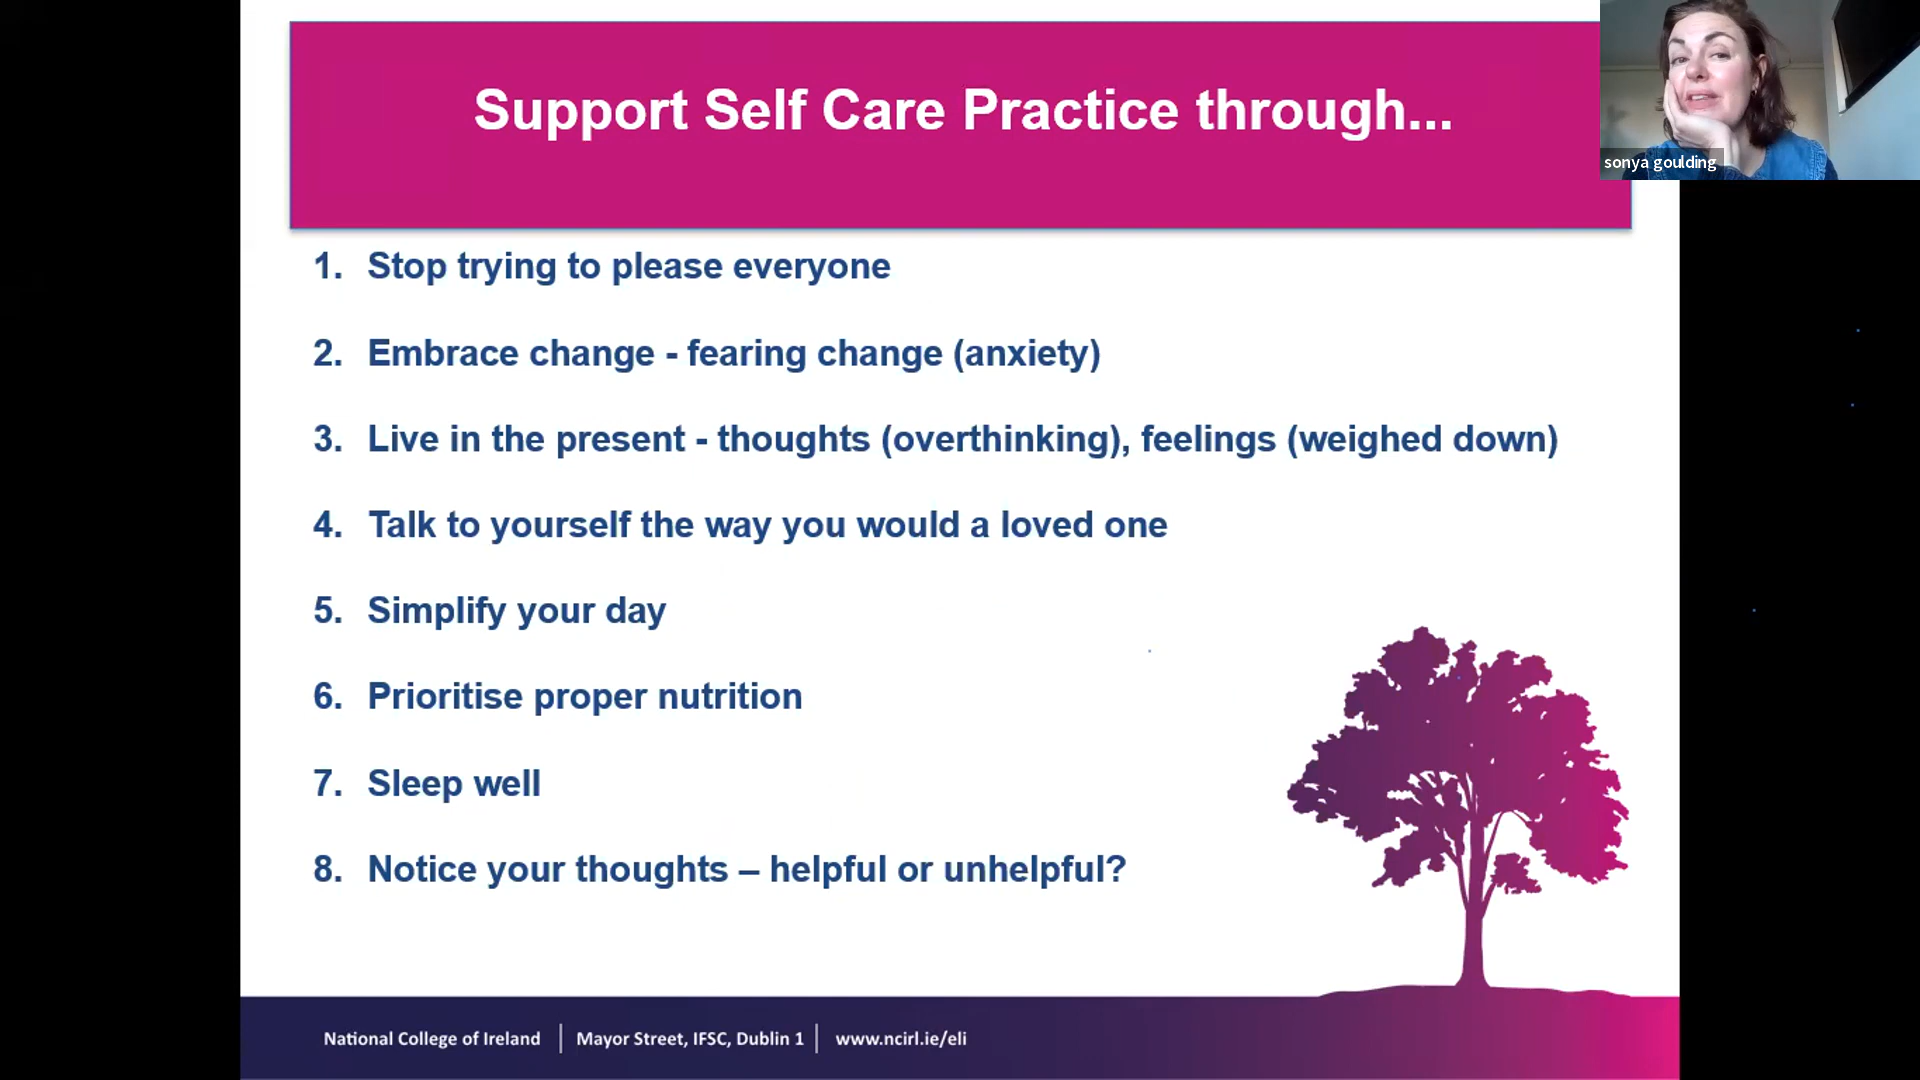 Support Self Care Practice through...
sonya goulding
1. Stop trying to please everyone
2. Embrace change - fearing change (anxiety)
3. Live in the present - thoughts (overthinking), feelings (weighed down)
4. Talk to yourself the way you would a loved one
5. Simplify your day
6. Prioritise proper nutrition
7. Sleep well
8. Notice your thoughts – helpful or unhelpful?
National College of Ireland | Mayor Street, IFSC, Dublin 1 | www.ncirl.ie/eli